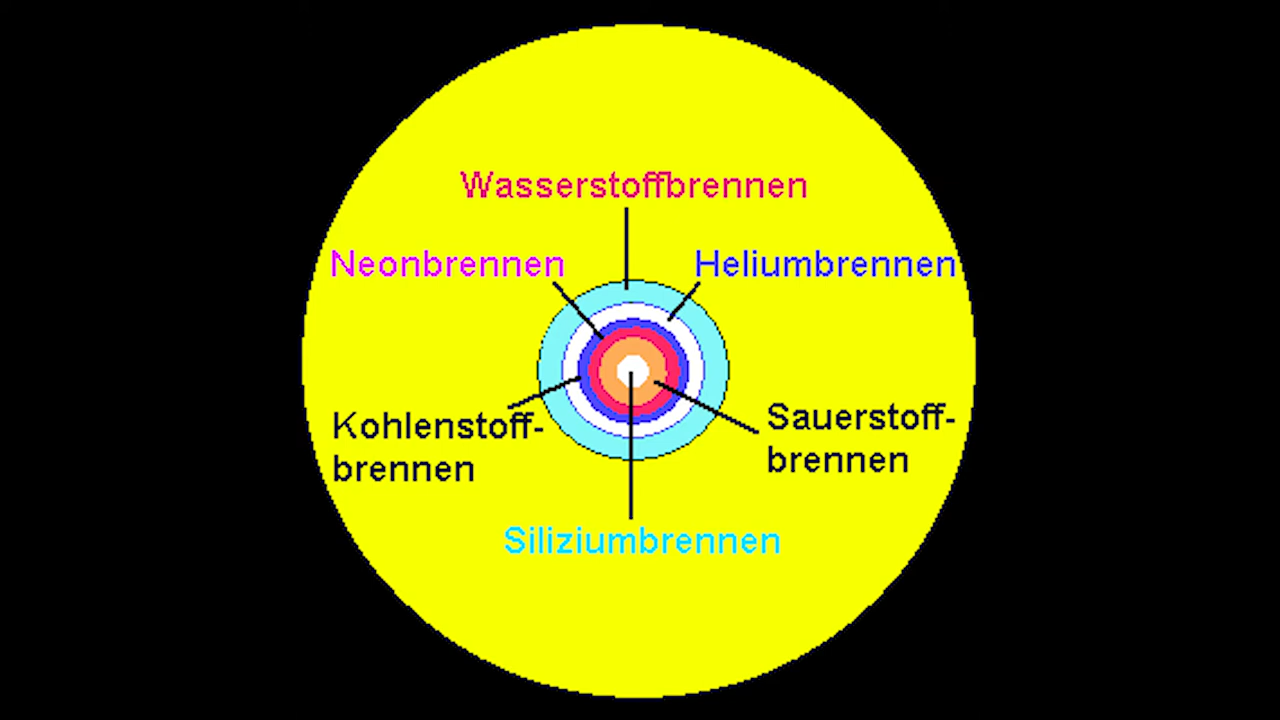 Wasserstoffbrennen
Neonbrennen
Heliumbrennen
Kohlenstoff-
brennen
Sauerstoff-
brennen
Siliziumbrennen